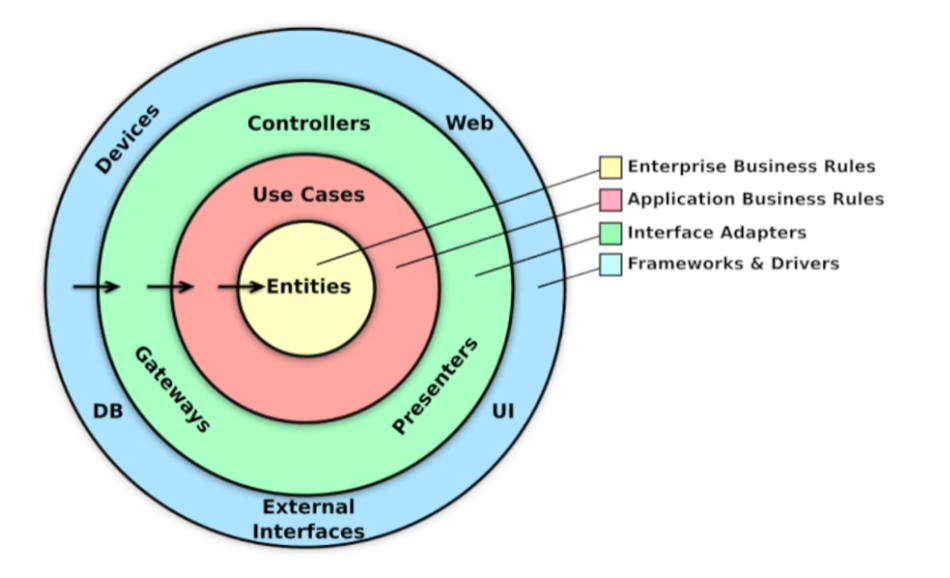 Devices
Controllers
Web
Use Cases
Entities
Gateways
Presenters
DB
UI
External
Interfaces
Enterprise Business Rules
Application Business Rules
Interface Adapters
Frameworks & Drivers